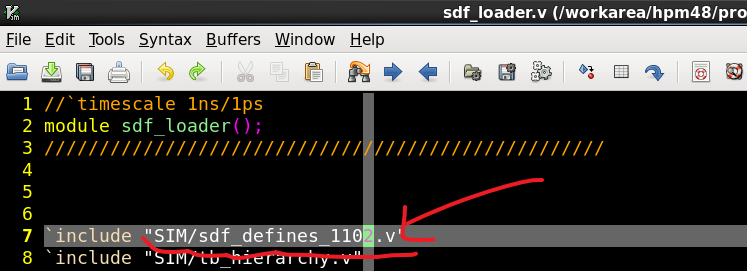 sdf_loader.v (/workarea/hpm48/pro
File Edit Tools Syntax Buffers Window Help
1 //`timescale 1ns/1ps
2 module sdf_loader();
3 ///////////////////////////////////////////////////
4
5
6
7 `include "SIM/sdf_defines_1102.v"
8 `include "SIM/tb_hierarchy.v"